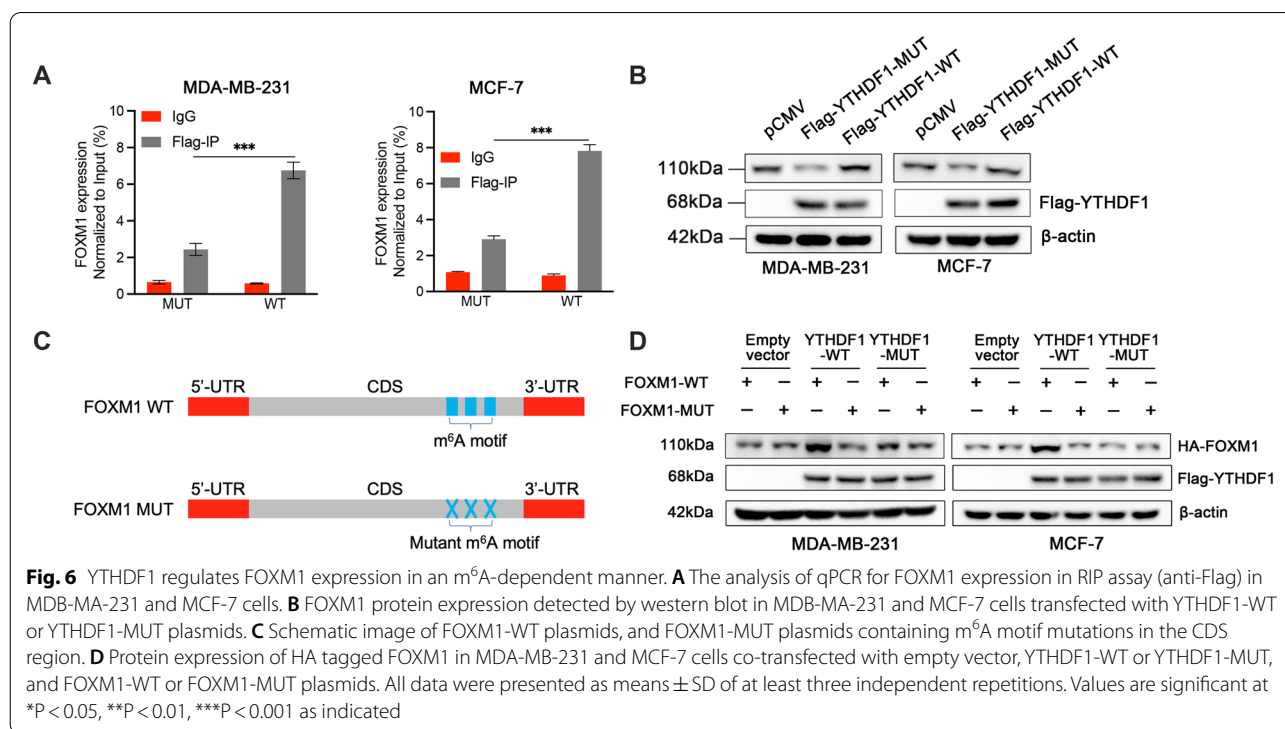 A
MDA-MB-231
FOXM1 expression
Normalized to Input (%)
8
6
4
2
0
IgG
Flag-IP
***
MUT
WT
MCF-7
FOXM1 expression
Normalized to Input (%)
8
6
4
2
0
IgG
Flag-IP
***
MUT
WT
B
pCMV
Flag-YTHDF1-MUT
Flag-YTHDF1-WT
pCMV
Flag-YTHDF1-MUT
Flag-YTHDF1-WT
110kDa
68kDa
Flag-YTHDF1
42kDa
β-actin
MDA-MB-231
MCF-7
C
5'-UTR CDS 3'-UTR
FOXM1 WT
m⁶A motif
5'-UTR CDS 3'-UTR
FOXM1 MUT
X X X
Mutant m⁶A motif
D
Empty vector
YTHDF1 -WT
YTHDF1 -MUT
Empty vector
YTHDF1 -WT
YTHDF1 -MUT
FOXM1-WT + − + − + − + − + − + −
FOXM1-MUT − + − + − + − + − + − +
110kDa
HA-FOXM1
68kDa
Flag-YTHDF1
42kDa
β-actin
MDA-MB-231
MCF-7
Fig. 6 YTHDF1 regulates FOXM1 expression in an m⁶A-dependent manner. A The analysis of qPCR for FOXM1 expression in RIP assay (anti-Flag) in
MDB-MA-231 and MCF-7 cells. B FOXM1 protein expression detected by western blot in MDB-MA-231 and MCF-7 cells transfected with YTHDF1-WT
or YTHDF1-MUT plasmids. C Schematic image of FOXM1-WT plasmids, and FOXM1-MUT plasmids containing m⁶A motif mutations in the CDS
region. D Protein expression of HA tagged FOXM1 in MDA-MB-231 and MCF-7 cells co-transfected with empty vector, YTHDF1-WT or YTHDF1-MUT,
and FOXM1-WT or FOXM1-MUT plasmids. All data were presented as means ± SD of at least three independent repetitions. Values are significant at
*P < 0.05, **P < 0.01, ***P < 0.001 as indicated